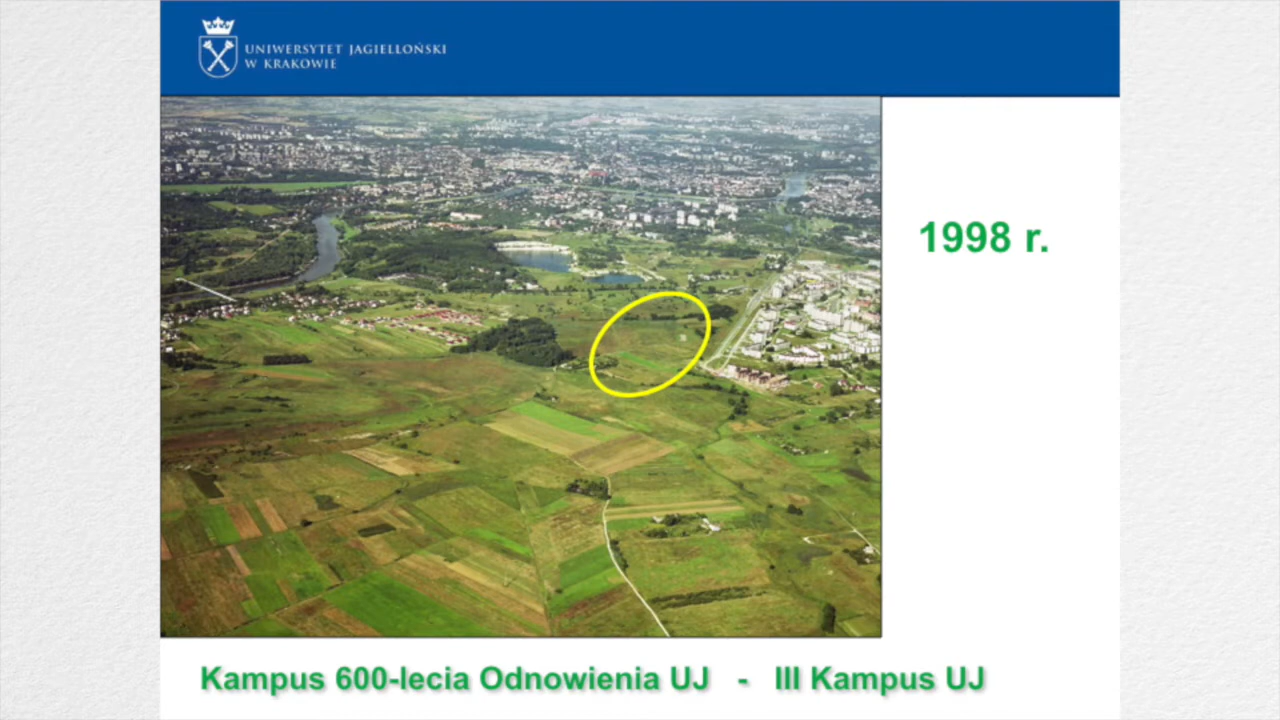 UNIWERSYTET JAGIELLOŃSKI
W KRAKOWIE
1998 r.
Kampus 600-lecia Odnowienia UJ - III Kampus UJ